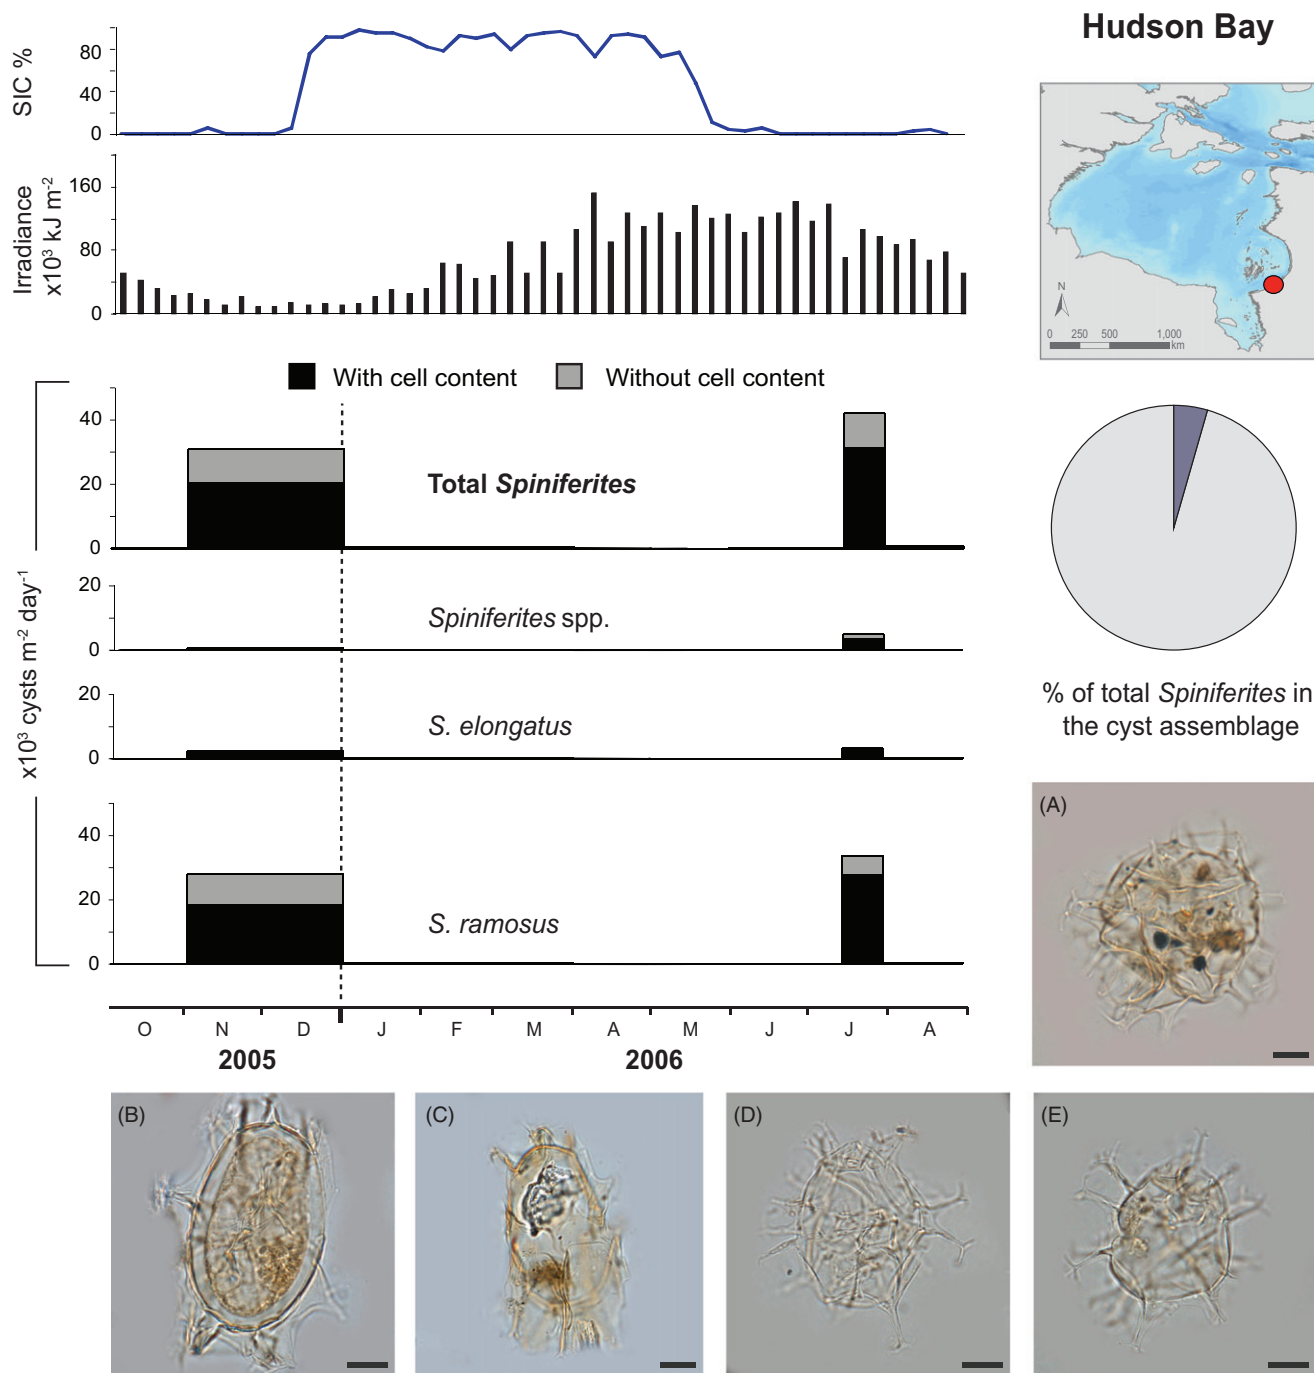 Hudson Bay
SIC %
80
40
0
Irradiance
x10³ kJ m⁻²
160
80
0
N
0 250 500 1,000
km
With cell content
Without cell content
x10³ cysts m⁻² day⁻¹
40
20
0
Total Spiniferites
20
0
Spiniferites spp.
20
0
S. elongatus
40
20
0
S. ramosus
O N D J F M A M J J A
2005 2006
% of total Spiniferites in
the cyst assemblage
(A)
(B)
(C)
(D)
(E)